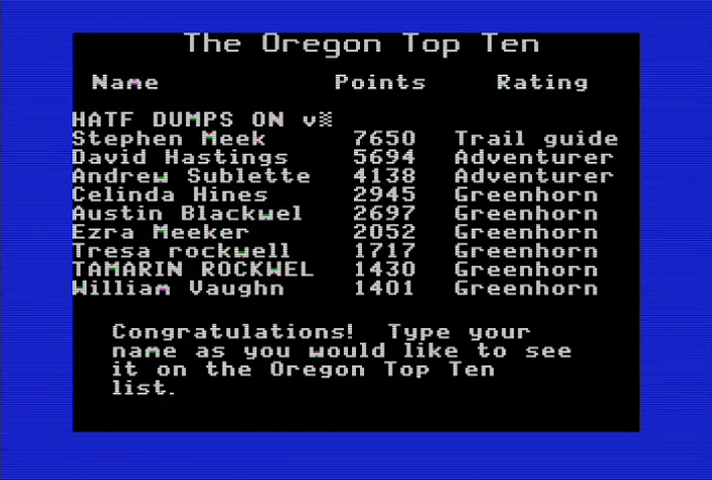 The Oregon Top Ten
Name Points Rating
HATF DUMPS ON v
Stephen Meek 7650 Trail guide
David Hastings 5694 Adventurer
Andrew Sublette 4138 Adventurer
Celinda Hines 2945 Greenhorn
Austin Blackwel 2697 Greenhorn
Ezra Meeker 2052 Greenhorn
Tresa rockwell 1717 Greenhorn
TAMARIN ROCKWEL 1430 Greenhorn
William Vaughn 1401 Greenhorn
Congratulations! Type your
name as you would like to see
it on the Oregon Top Ten
list.